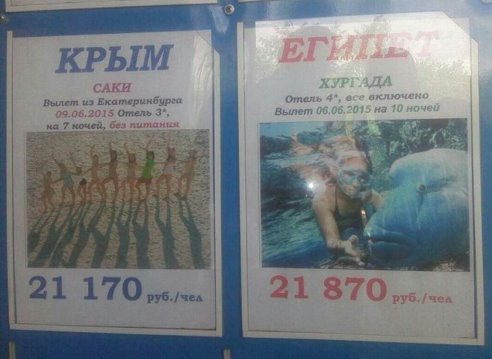 КРЫМ
САКИ
Вылет из Екатеринбурга
09.06.2015 Отель 3*,
на 7 ночей, без питания
21 170 руб./чел
ЕГИПЕТ
ХУРГАДА
Отель 4*, все включено
Вылет 06.06.2015 на 10 ночей
21 870 руб./чел